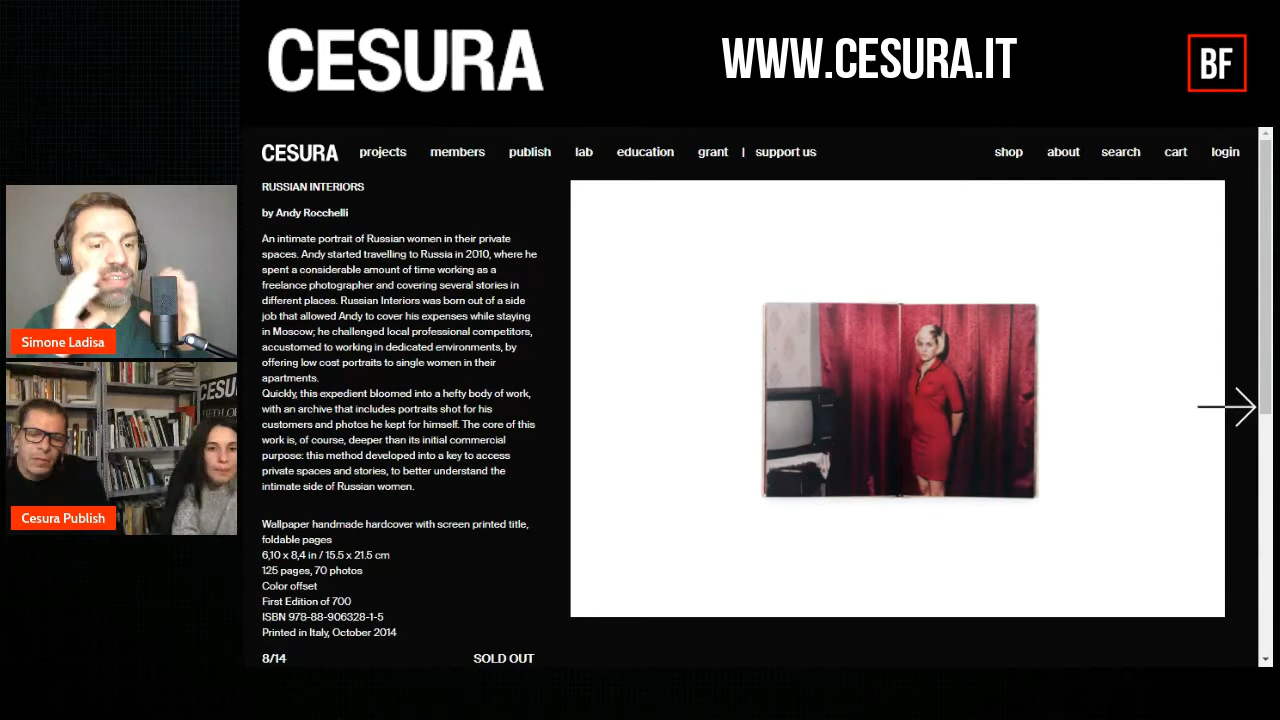 CESURA
WWW.CESURA.IT
BF
CESURA projects members publish lab education grant | support us shop about search cart login
RUSSIAN INTERIORS
by Andy Rocchelli
An intimate portrait of Russian women in their private
spaces. Andy started travelling to Russia in 2010, where he
spent a considerable amount of time working as a
freelance photographer and covering several stories in
different places. Russian Interiors was born out of a side
job that allowed Andy to cover his expenses while staying
in Moscow; he challenged local professional competitors,
accustomed to working in dedicated environments, by
offering low cost portraits to single women in their
apartments.
Quickly, this expedient bloomed into a hefty body of work,
with an archive that includes portraits shot for his
customers and photos he kept for himself. The core of this
work is, of course, deeper than its initial commercial
purpose: this method developed into a key to access
private spaces and stories, to better understand the
intimate side of Russian women.
Wallpaper handmade hardcover with screen printed title,
foldable pages
6,10 x 8,4 in / 15.5 x 21.5 cm
125 pages, 70 photos
Color offset
First Edition of 700
ISBN 978-88-906328-1-5
Printed in Italy, October 2014
8/14 SOLD OUT
Simone Ladisa
CESU
Cesura Publish